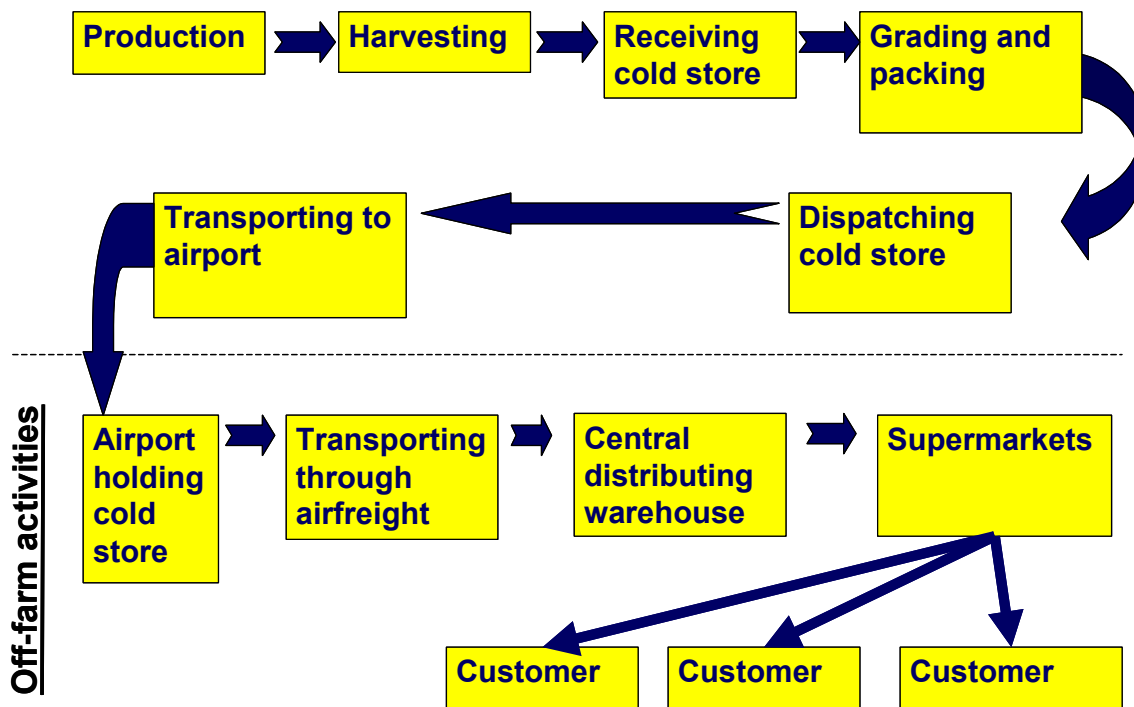 Production
Harvesting
Receiving
cold store
Grading and
packing
Transporting to
airport
Dispatching
cold store
Off-farm activities
Airport
holding
cold
store
Transporting
through
airfreight
Central
distributing
warehouse
Supermarkets
Customer
Customer
Customer